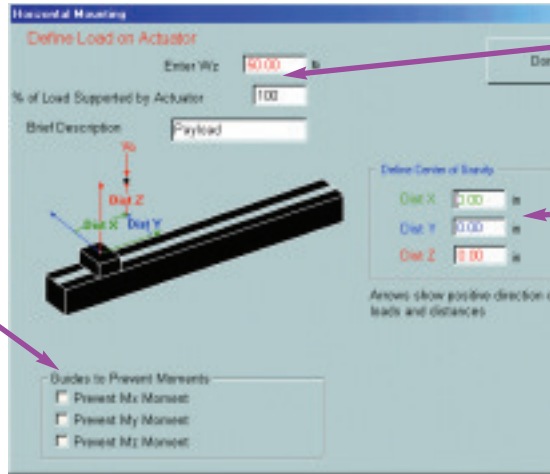 Horizontal Mounting
Define Load on Actuator
Enter Wz 50.00 lb
% of Load Supported by Actuator 100
Brief Description Payload
Define Center of Gravity
Dist Z
Dist X Dist Y
Dist X 0.00 in
Dist Y 0.00 in
Dist Z 0.00 in
Arrows show positive direction
loads and distances
Guides to Prevent Moments
Prevent Mx Moment
Prevent My Moment
Prevent Mz Moment